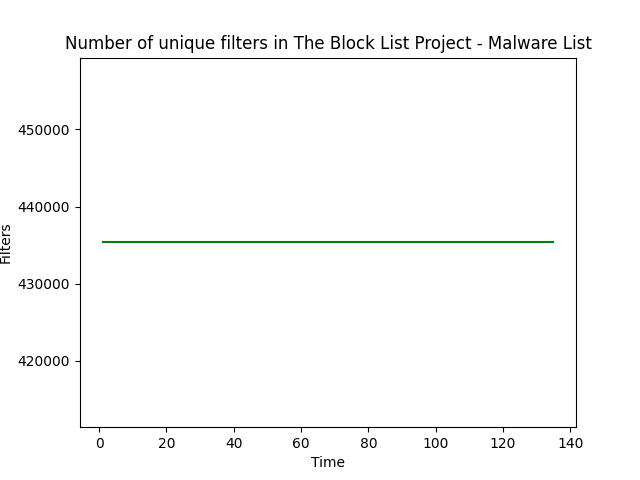 Number of unique filters in The Block List Project - Malware List
450000
440000
430000
420000
Filters
0 20 40 60 80 100 120 140
Time